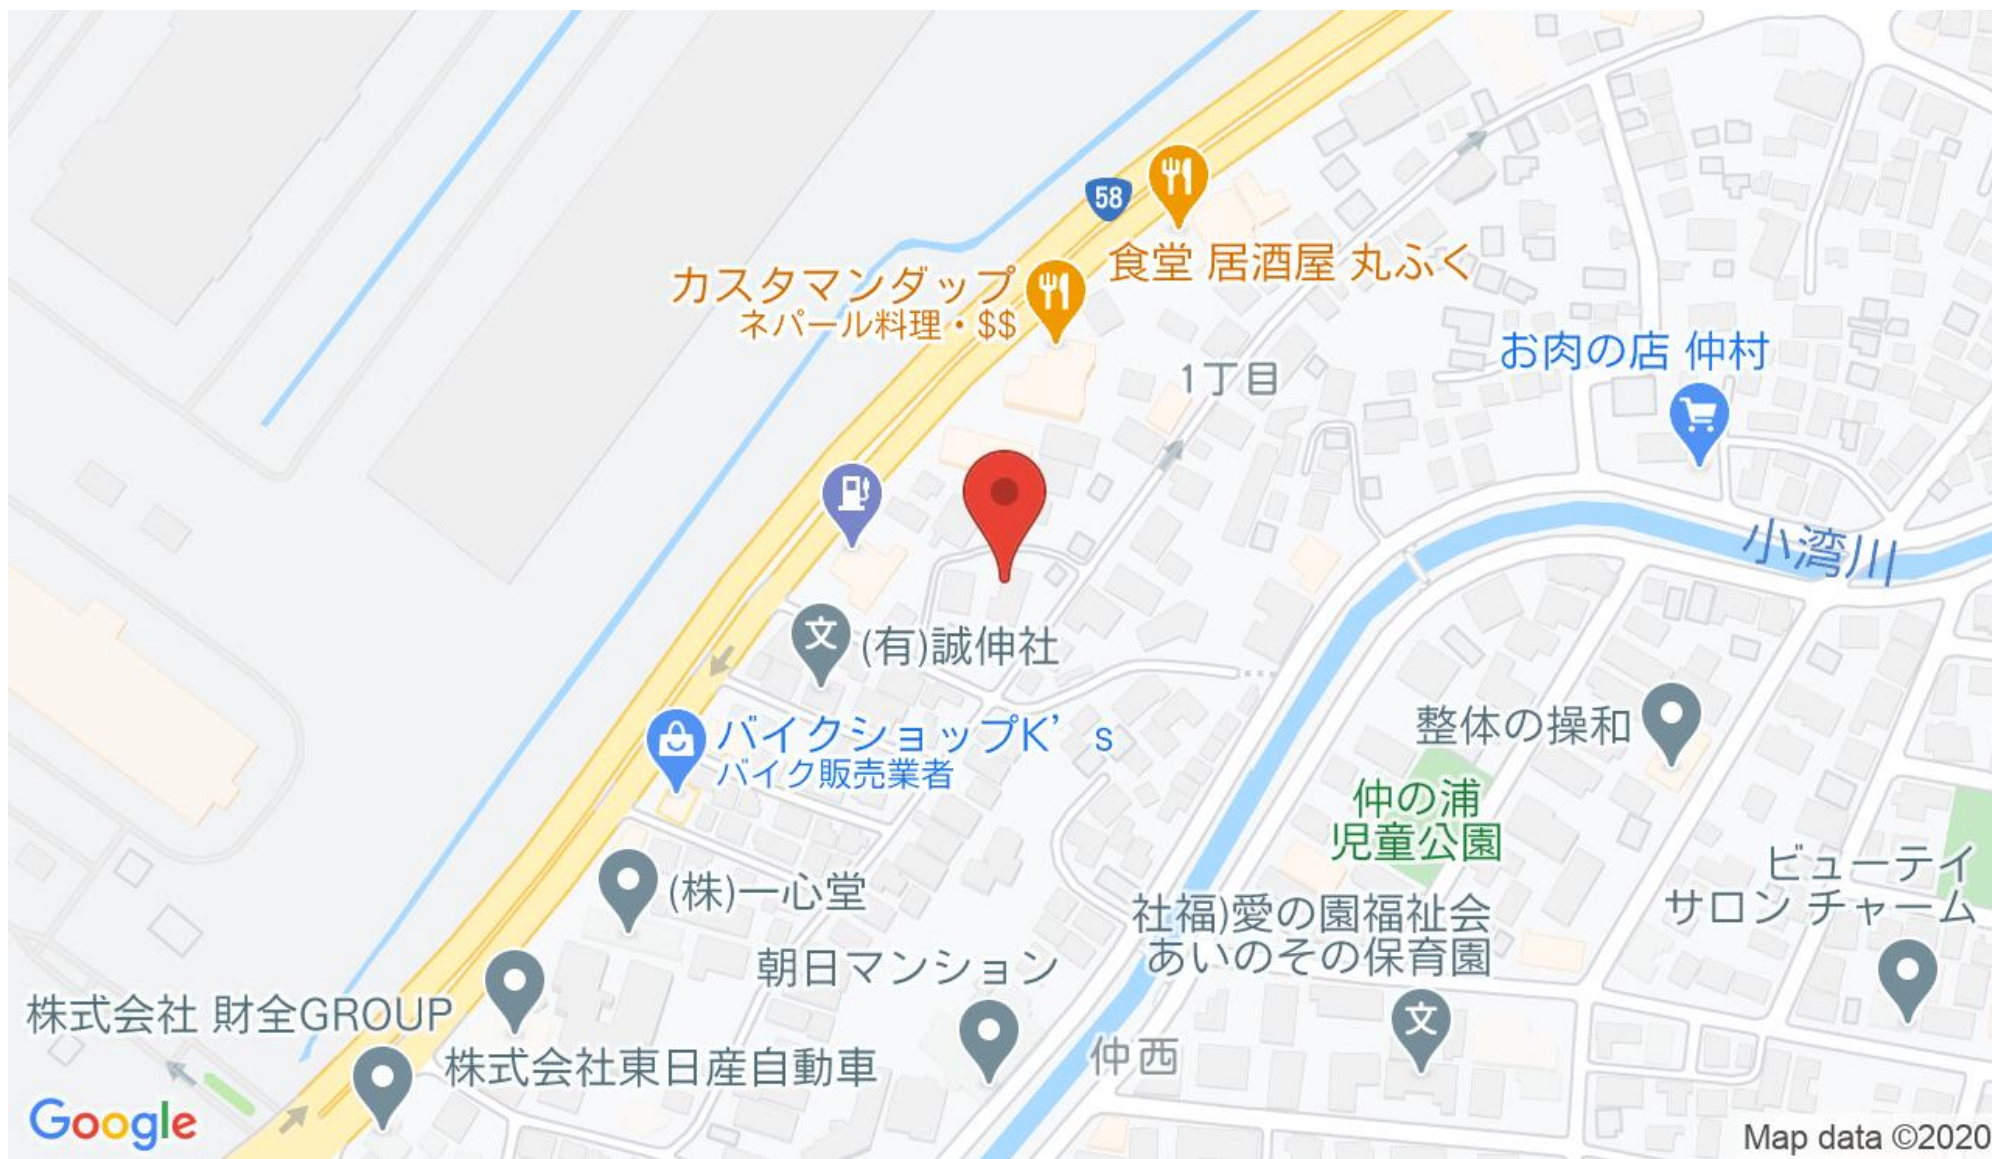 58
食堂 居酒屋 丸ふく
カスタマンダップ
ネパール料理・$$
お肉の店 仲村
1丁目
小湾川
文
(有)誠伸社
整体の操和
バイクショップK’s
バイク販売業者
仲の浦
児童公園
ビューテイ
サロン チャーム
(株)一心堂
社福)愛の園福祉会
あいのその保育園
朝日マンション
株式会社 財全GROUP
文
仲西
株式会社東日産自動車
Google
Map data ©2020